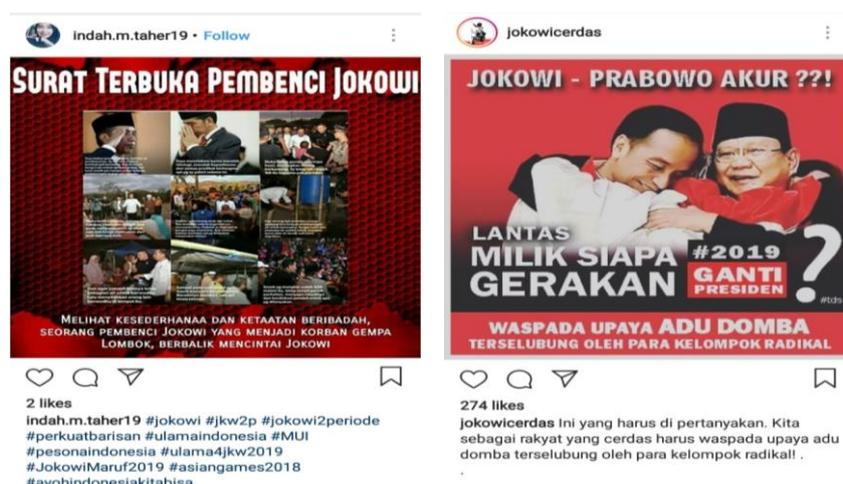 indah.m.taher19 • Follow
SURAT TERBUKA PEMBENCI JOKOWI
MELIHAT KESEDERHANAA DAN KETAATAN BERIBADAH,
SEORANG PEMBENCI JOKOWI YANG MENJADI KORBAN GEMPA
LOMBOK, BERBALIK MENCINTAI JOKOWI
2 likes
indah.m.taher19 #jokowi #jkw2p #jokowi2periode
#perkuatbarisan #ulamaindonesia #MUI
#pesonaindonesia #ulama4jkw2019
#JokowiMaruf2019 #asiangames2018
#ayohindonesiakitabisa
jokowicerdas
JOKOWI - PRABOWO AKUR ??!
LANTAS
MILIK SIAPA
GERAKAN
#2019
GANTI
PRESIDEN
?
#tds
WASPADA UPAYA ADU DOMBA
TERSELUBUNG OLEH PARA KELOMPOK RADIKAL
274 likes
jokowicerdas Ini yang harus di pertanyakan. Kita
sebagai rakyat yang cerdas harus waspada upaya adu
domba terselubung oleh para kelompok radikal! .
.